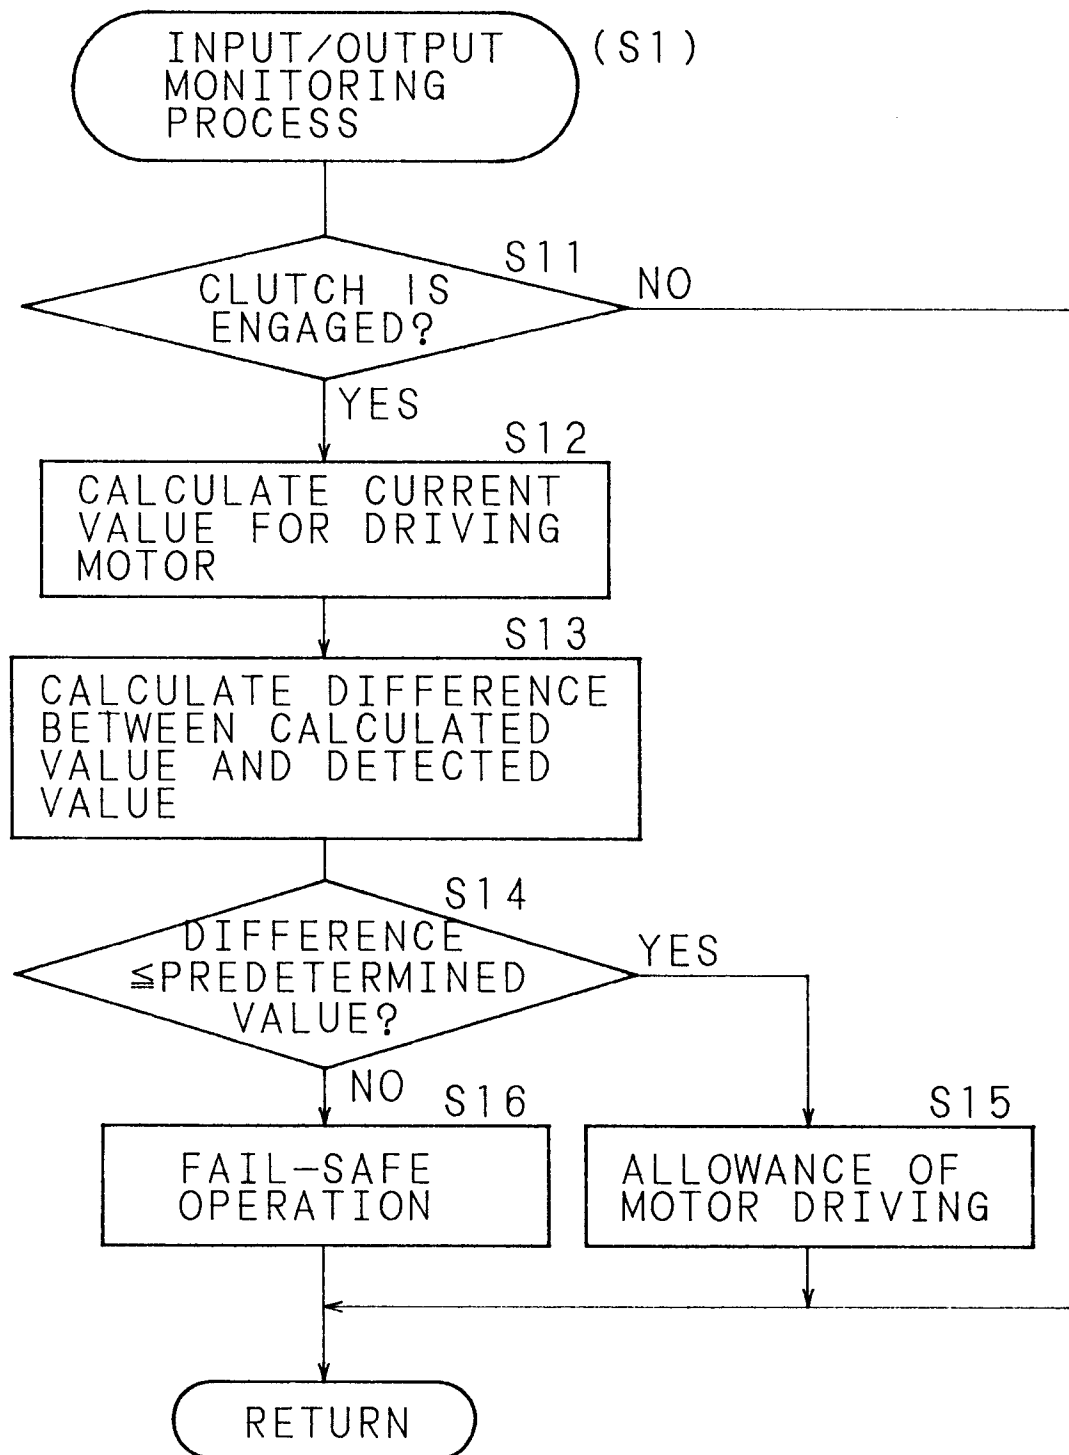 INPUT/OUTPUT
MONITORING
PROCESS
(S1)
S11
CLUTCH IS
ENGAGED?
NO
YES
S12
CALCULATE CURRENT
VALUE FOR DRIVING
MOTOR
S13
CALCULATE DIFFERENCE
BETWEEN CALCULATED
VALUE AND DETECTED
VALUE
S14
DIFFERENCE
≦PREDETERMINED
VALUE?
YES
NO
S16
FAIL-SAFE
OPERATION
S15
ALLOWANCE OF
MOTOR DRIVING
RETURN